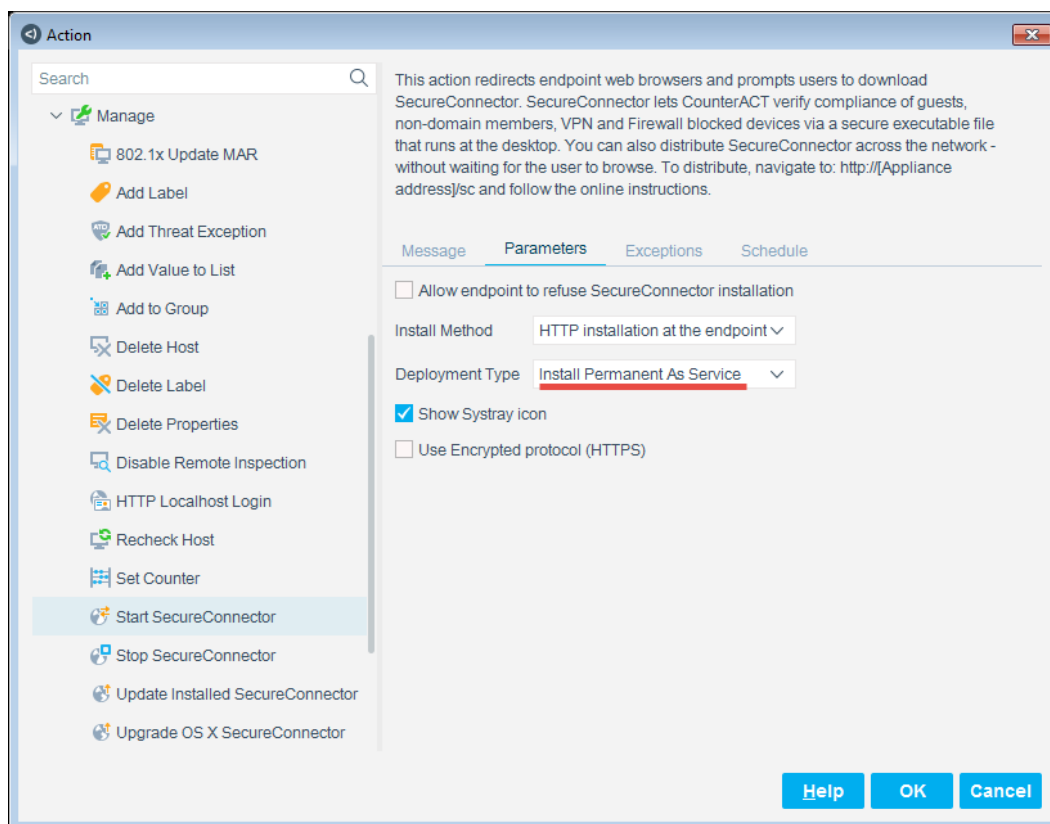 Action
Search
Manage
802.1x Update MAR
Add Label
Add Threat Exception
Add Value to List
Add to Group
Delete Host
Delete Label
Delete Properties
Disable Remote Inspection
HTTP Localhost Login
Recheck Host
Set Counter
Start SecureConnector
Stop SecureConnector
Update Installed SecureConnector
Upgrade OS X SecureConnector
This action redirects endpoint web browsers and prompts users to download
SecureConnector. SecureConnector lets CounterACT verify compliance of guests,
non-domain members, VPN and Firewall blocked devices via a secure executable file
that runs at the desktop. You can also distribute SecureConnector across the network -
without waiting for the user to browse. To distribute, navigate to: http://[Appliance
address]/sc and follow the online instructions.
Message Parameters Exceptions Schedule
Allow endpoint to refuse SecureConnector installation
Install Method HTTP installation at the endpoint
Deployment Type Install Permanent As Service
Show Systray icon
Use Encrypted protocol (HTTPS)
Help OK Cancel